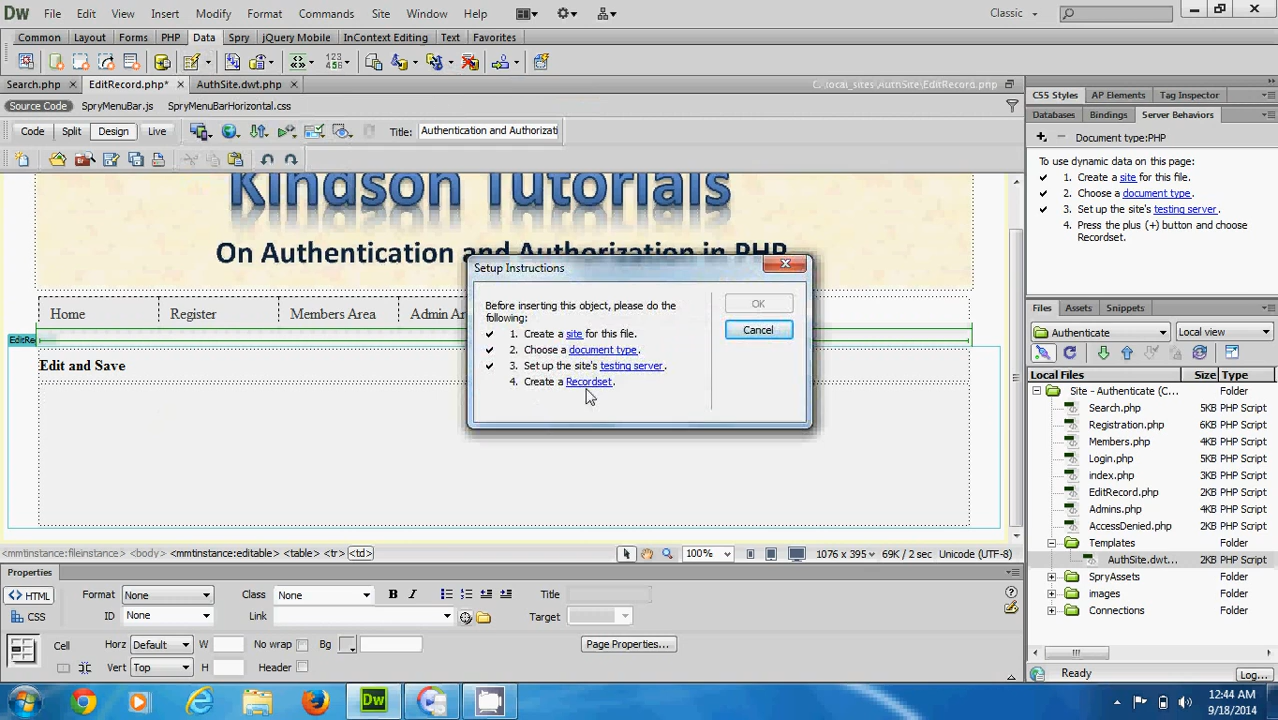 Dw File Edit View Insert Modify Format Commands Site Window Help Classic
Common Layout Forms PHP Data Spry jQuery Mobile InContext Editing Text Favorites
Search.php × EditRecord.php* × AuthSite.dwt.php × C:\local_sites\AuthSite\EditRecord.php
Source Code SpryMenuBar.js SpryMenuBarHorizontal.css
Code Split Design Live Title: Authentication and Authorizati
Kindson Tutorials
On Authentication and Authorization in PHP
Home Register Members Area Admin Ar
EditRec
Edit and Save
Setup Instructions
Before inserting this object, please do the
following:
1. Create a site for this file.
2. Choose a document type.
3. Set up the site's testing server.
4. Create a Recordset.
OK
Cancel
<mmtinstance:fileinstance> <body> <mmtinstance:editable> <table> <tr> <td> 100% 1076 x 395 69K / 2 sec Unicode (UTF-8)
Properties
HTML Format None Class None B I Title
CSS ID None Link Target
Cell Horz Default W No wrap Bg Page Properties...
Vert Top H Header
CSS Styles AP Elements Tag Inspector
Databases Bindings Server Behaviors
Document type:PHP
To use dynamic data on this page:
1. Create a site for this file.
2. Choose a document type.
3. Set up the site's testing server.
4. Press the plus (+) button and choose
Recordset.
Files Assets Snippets
Authenticate Local view
Local Files Size Type
Site - Authenticate (C... Folder
Search.php 5KB PHP Script
Registration.php 6KB PHP Script
Members.php 4KB PHP Script
Login.php 5KB PHP Script
index.php 2KB PHP Script
EditRecord.php 2KB PHP Script
Admins.php 4KB PHP Script
AccessDenied.php 2KB PHP Script
Templates Folder
AuthSite.dwt... 2KB PHP Script
SpryAssets Folder
images Folder
Connections Folder
Ready Log...
12:44 AM
9/18/2014